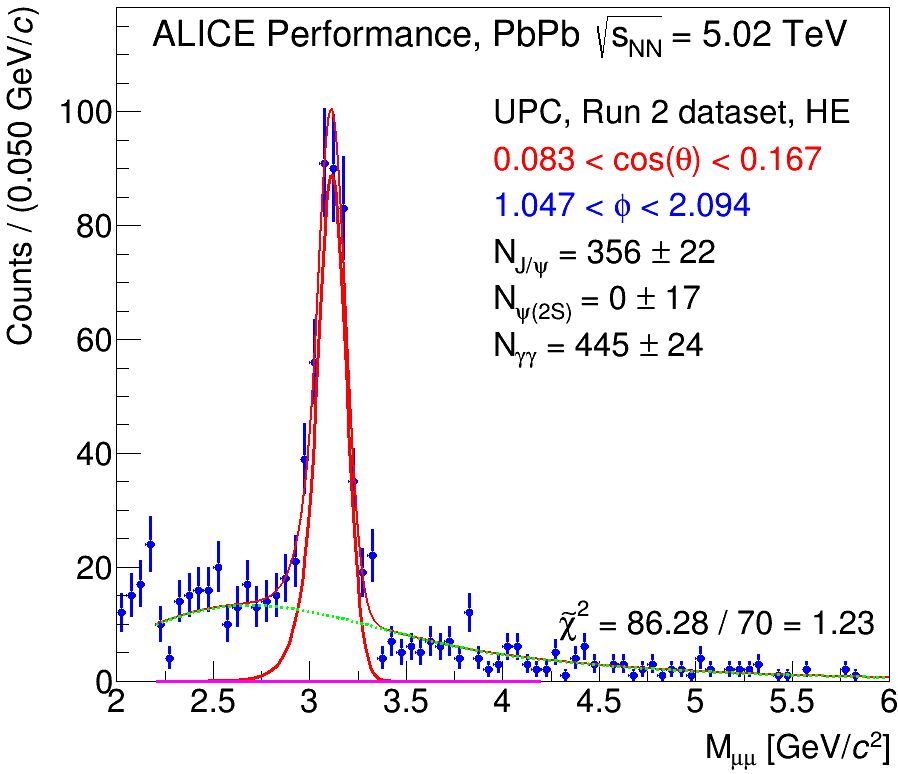 ALICE Performance, PbPb √sNN = 5.02 TeV
UPC, Run 2 dataset, HE
0.083 < cos(θ) < 0.167
1.047 < ϕ < 2.094
NJ/ψ = 356 ± 22
Nψ(2S) = 0 ± 17
Nγγ = 445 ± 24
χ̃² = 86.28 / 70 = 1.23
Counts / (0.050 GeV/c)
100
80
60
40
20
0
2 2.5 3 3.5 4 4.5 5 5.5 6
Mμμ [GeV/c²]